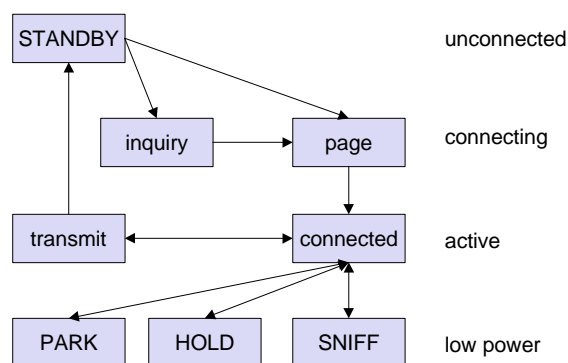 STANDBY unconnected
inquiry page connecting
transmit connected active
PARK HOLD SNIFF low power